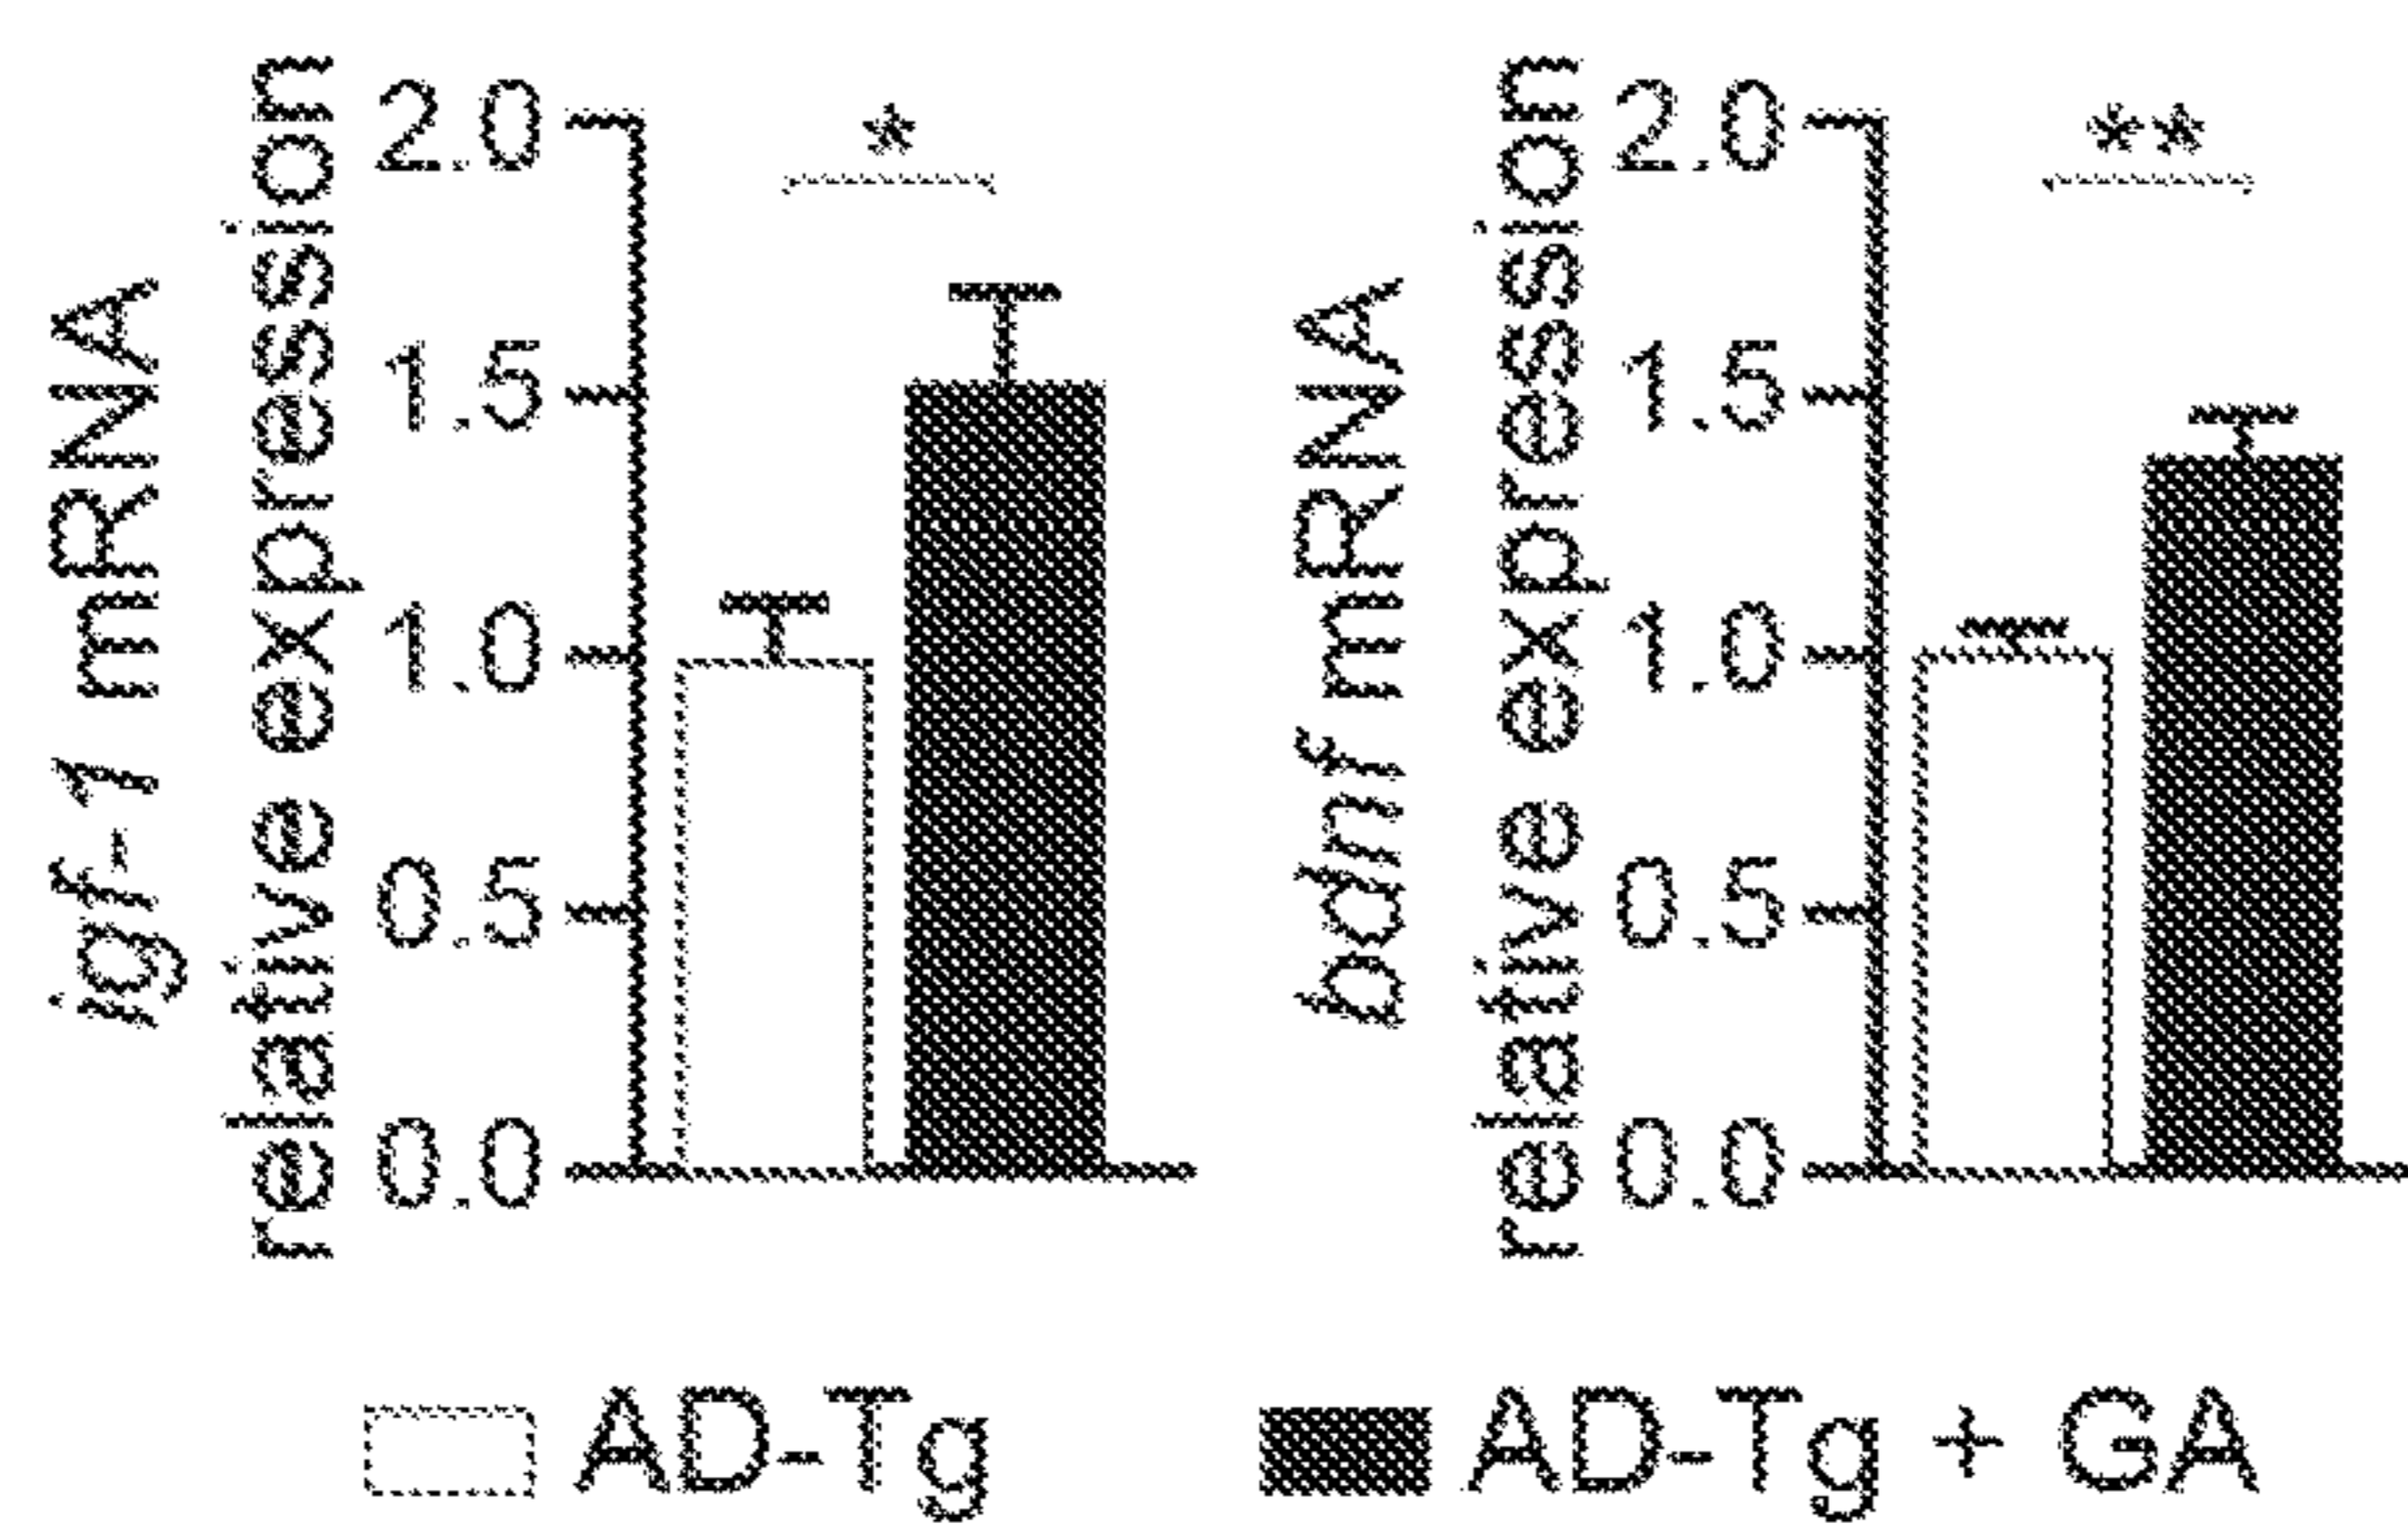 igf-1 mRNA
relative expression
2.0
1.5
1.0
0.5
0.0
*
bdnf mRNA
relative expression
2.0
1.5
1.0
0.5
0.0
**
AD-Tg
AD-Tg + GA